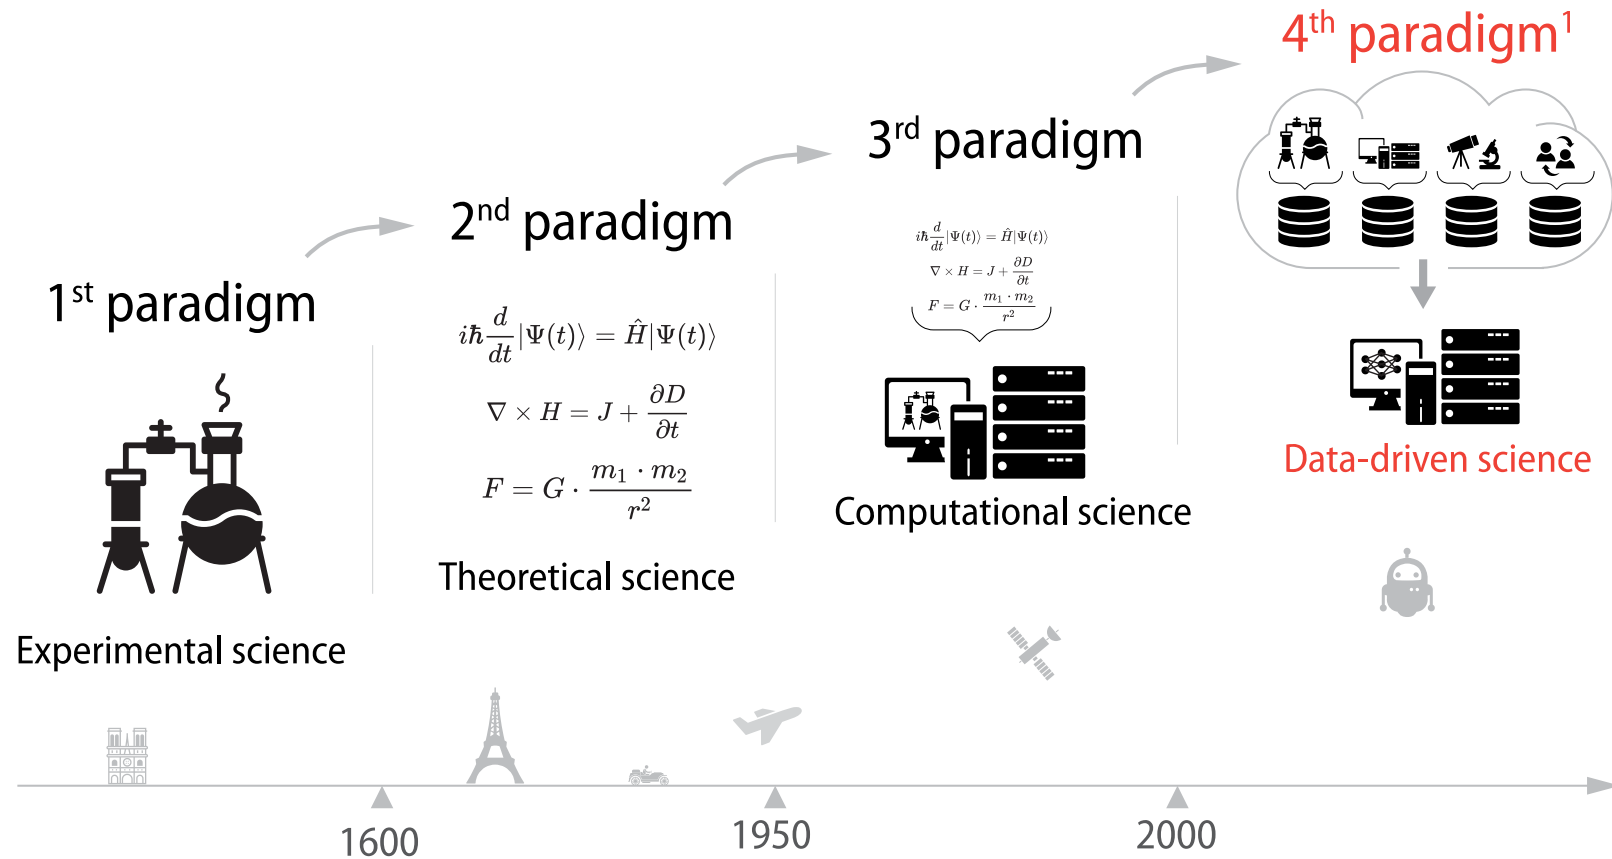 1st paradigm
Experimental science
2nd paradigm
iħ d/dt |Ψ(t)⟩ = Ĥ|Ψ(t)⟩
∇ × H = J + ∂D/∂t
F = G · m₁ · m₂/r²
Theoretical science
3rd paradigm
iħ d/dt |Ψ(t)⟩ = Ĥ|Ψ(t)⟩
∇ × H = J + ∂D/∂t
F = G · m₁ · m₂/r²
Computational science
4th paradigm¹
Data-driven science
1600
1950
2000